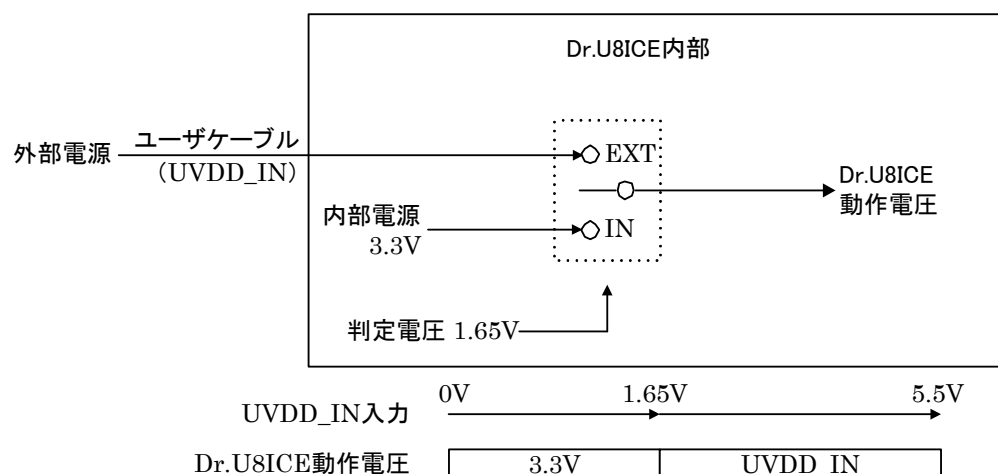 Dr.U8ICE内部
外部電源
ユーザケーブル
（UVDD_IN）
EXT
Dr.U8ICE
動作電圧
内部電源
3.3V
IN
判定電圧 1.65V
0V 1.65V 5.5V
UVDD_IN入力
Dr.U8ICE動作電圧 3.3V UVDD_IN